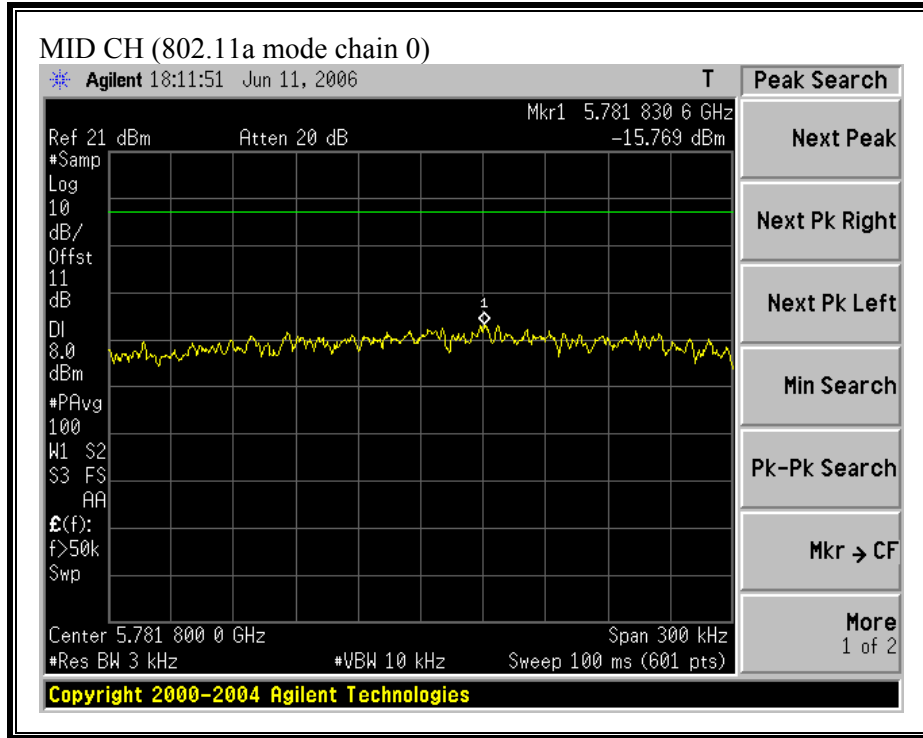 MID CH (802.11a mode chain 0)
Agilent 18:11:51 Jun 11, 2006 T
Peak Search
Mkr1 5.781 830 6 GHz
Ref 21 dBm Atten 20 dB -15.769 dBm
Next Peak
#Samp
Log
10
dB/
Next Pk Right
Offst
11
dB
1
Next Pk Left
DI
8.0
dBm
Min Search
#PAvg
100
W1 S2
S3 FS
AA
Pk-Pk Search
£(f):
f>50k
Swp
Mkr → CF
Center 5.781 800 0 GHz Span 300 kHz
#Res BW 3 kHz #VBW 10 kHz Sweep 100 ms (601 pts)
More
1 of 2
Copyright 2000-2004 Agilent Technologies